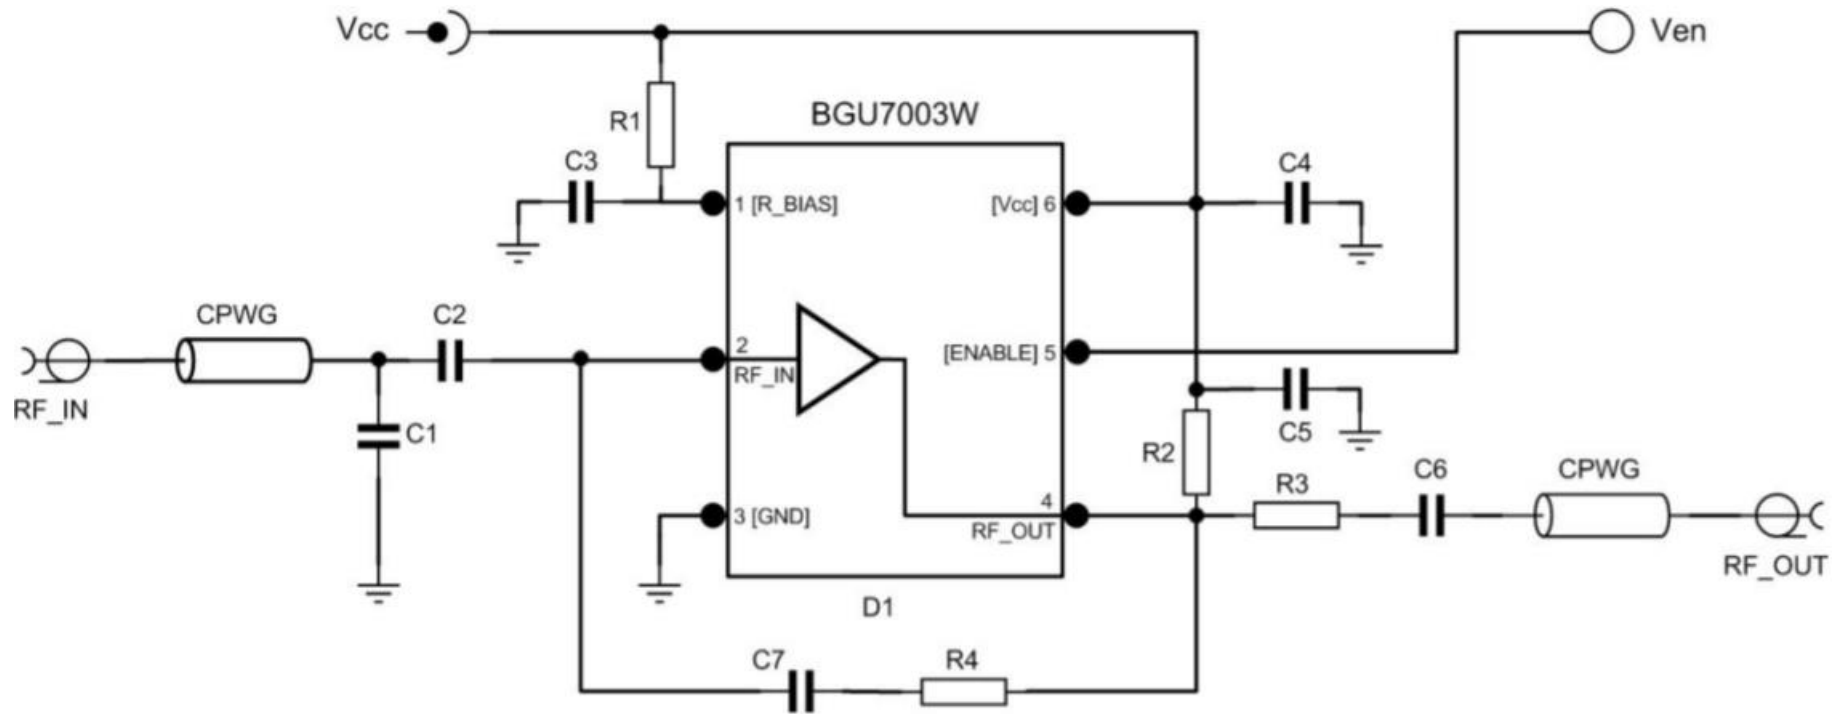 Vcc
Ven
BGU7003W
R1
C3
C4
1 [R_BIAS]
[Vcc] 6
CPWG
C2
2
[ENABLE] 5
RF_IN
RF_IN
C1
C5
R2
C6
CPWG
R3
4
3 [GND]
RF_OUT
RF_OUT
D1
C7
R4